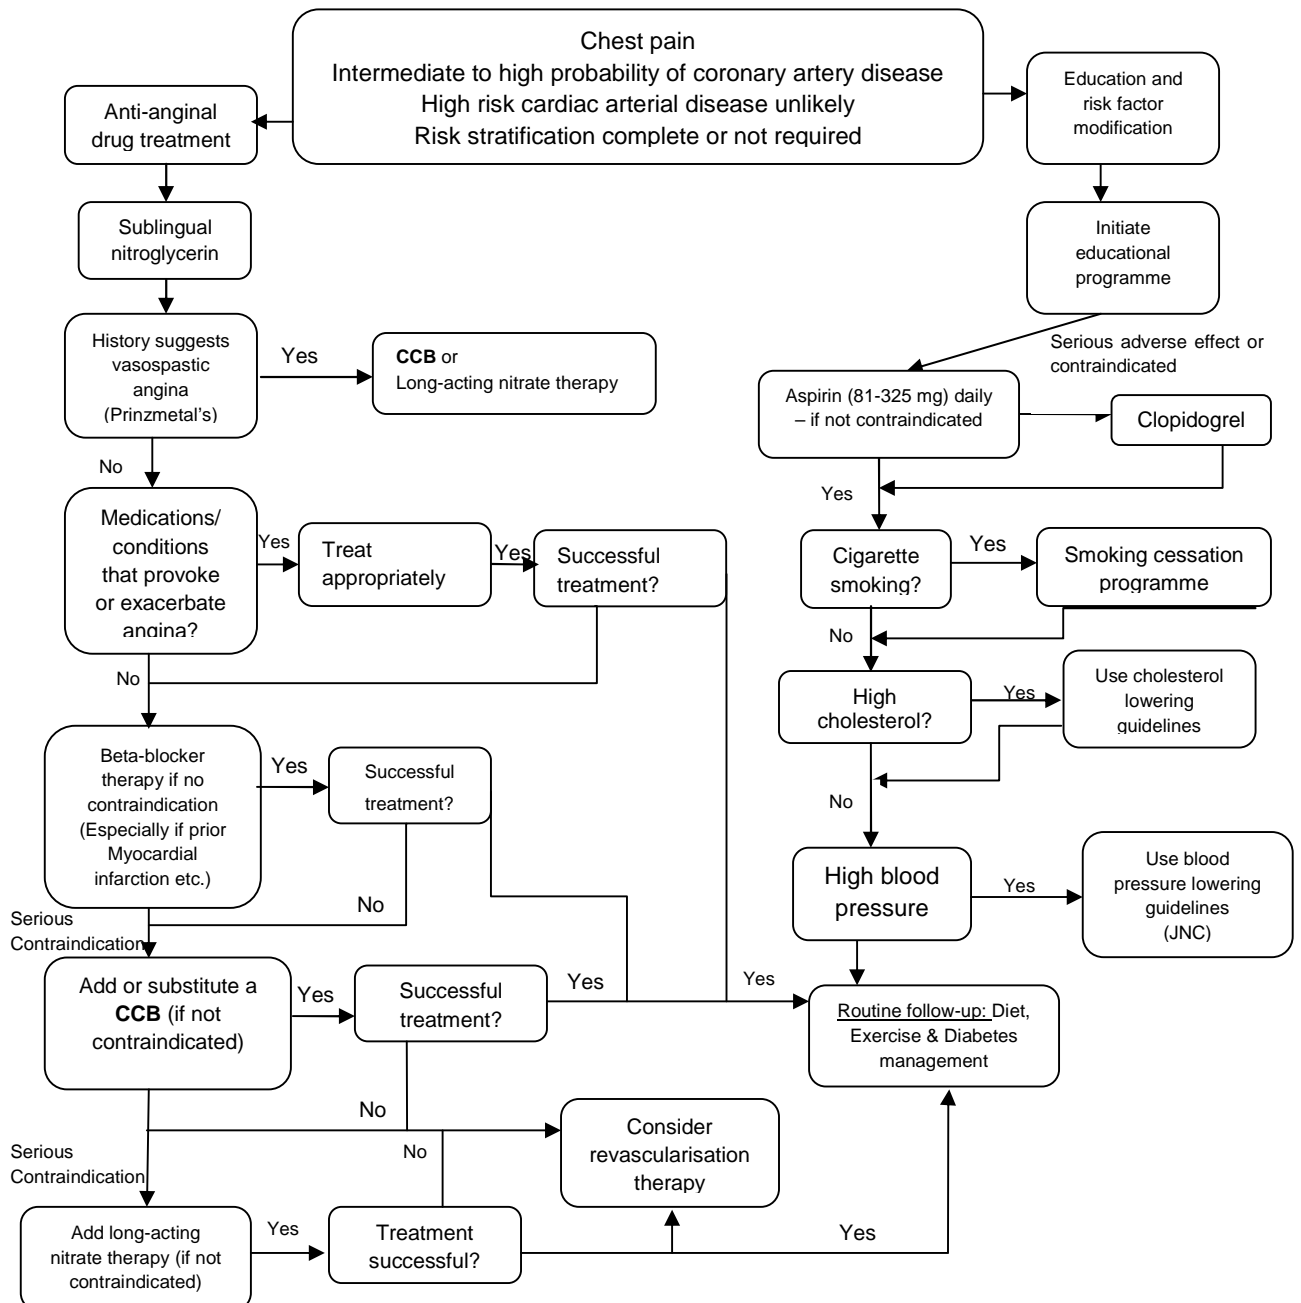 Chest pain
Intermediate to high probability of coronary artery disease
High risk cardiac arterial disease unlikely
Risk stratification complete or not required
Anti-anginal
drug treatment
Education and
risk factor
modification
Sublingual
nitroglycerin
Initiate
educational
programme
History suggests
vasospastic
angina
(Prinzmetal's)
Yes
CCB or
Long-acting nitrate therapy
Serious adverse effect or
contraindicated
Aspirin (81-325 mg) daily
– if not contraindicated
Clopidogrel
No
Yes
Medications/
conditions
that provoke
or exacerbate
angina?
Yes
Treat
appropriately
Yes
Successful
treatment?
Cigarette
smoking?
Yes
Smoking cessation
programme
No
No
High
cholesterol?
Yes
Use cholesterol
lowering
guidelines
Beta-blocker
therapy if no
contraindication
(Especially if prior
Myocardial
infarction etc.)
Yes
Successful
treatment?
No
High blood
pressure
Yes
Use blood
pressure lowering
guidelines
(JNC)
No
Serious
Contraindication
Add or substitute a
CCB (if not
contraindicated)
Yes
Successful
treatment?
Yes
Yes
Routine follow-up: Diet,
Exercise & Diabetes
management
No
No
Consider
revascularisation
therapy
Serious
Contraindication
Add long-acting
nitrate therapy (if not
contraindicated)
Yes
Treatment
successful?
Yes